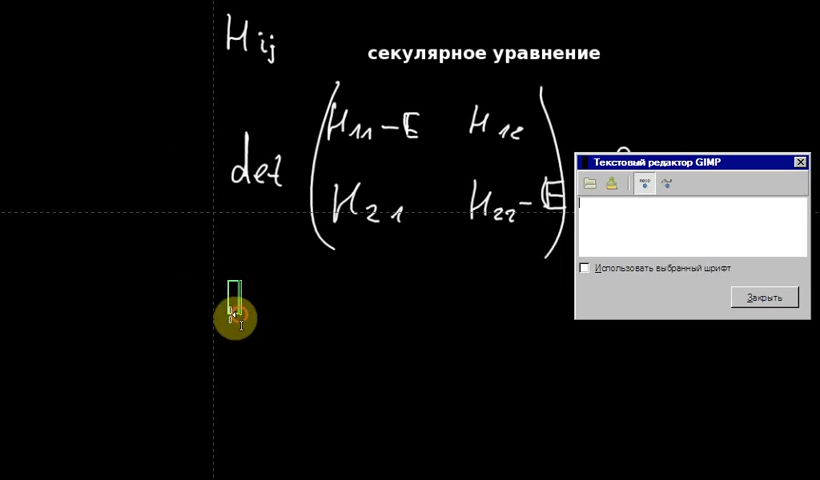 H ij
секулярное уравнение
det ( H11 - E H12
H21 H22 - E )
Текстовый редактор GIMP
Использовать выбранный шрифт
Закрыть